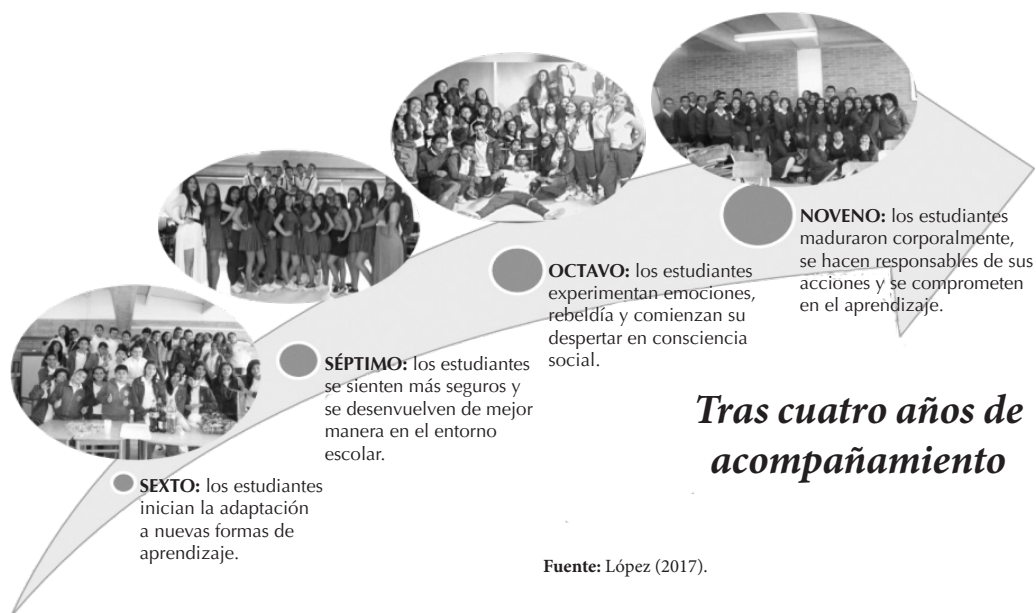 SEXTO: los estudiantes
inician la adaptación
a nuevas formas de
aprendizaje.
SÉPTIMO: los estudiantes
se sienten más seguros y
se desenvuelven de mejor
manera en el entorno
escolar.
OCTAVO: los estudiantes
experimentan emociones,
rebeldía y comienzan su
despertar en consciencia
social.
NOVENO: los estudiantes
maduraron corporalmente,
se hacen responsables de sus
acciones y se comprometen
en el aprendizaje.
Tras cuatro años de
acompañamiento
Fuente: López (2017).